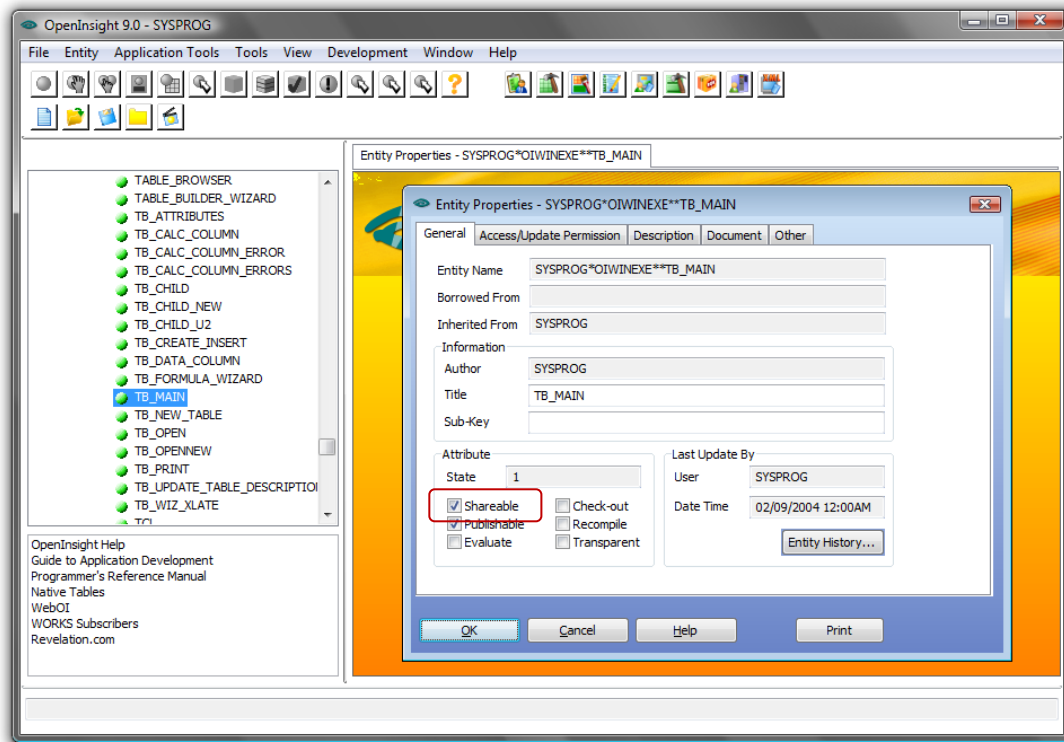 OpenInsight 9.0 - SYSPROG
File Entity Application Tools Tools View Development Window Help
Entity Properties - SYSPROG*OIWINEXE**TB_MAIN
TABLE_BROWSER
TABLE_BUILDER_WIZARD
TB_ATTRIBUTES
TB_CALC_COLUMN
TB_CALC_COLUMN_ERROR
TB_CALC_COLUMN_ERRORS
TB_CHILD
TB_CHILD_NEW
TB_CHILD_U2
TB_CREATE_INSERT
TB_DATA_COLUMN
TB_FORMULA_WIZARD
TB_MAIN
TB_NEW_TABLE
TB_OPEN
TB_OPENNEW
TB_PRINT
TB_UPDATE_TABLE_DESCRIPTIO
TB_WIZ_XLATE
TCL
OpenInsight Help
Guide to Application Development
Programmer's Reference Manual
Native Tables
WebOI
WORKS Subscribers
Revelation.com
Entity Properties - SYSPROG*OIWINEXE**TB_MAIN
General Access/Update Permission Description Document Other
Entity Name SYSPROG*OIWINEXE**TB_MAIN
Borrowed From
Inherited From SYSPROG
Information
Author SYSPROG
Title TB_MAIN
Sub-Key
Attribute
State 1
Shareable Check-out
Publishable Recompile
Evaluate Transparent
Last Update By
User SYSPROG
Date Time 02/09/2004 12:00AM
Entity History...
OK Cancel Help Print